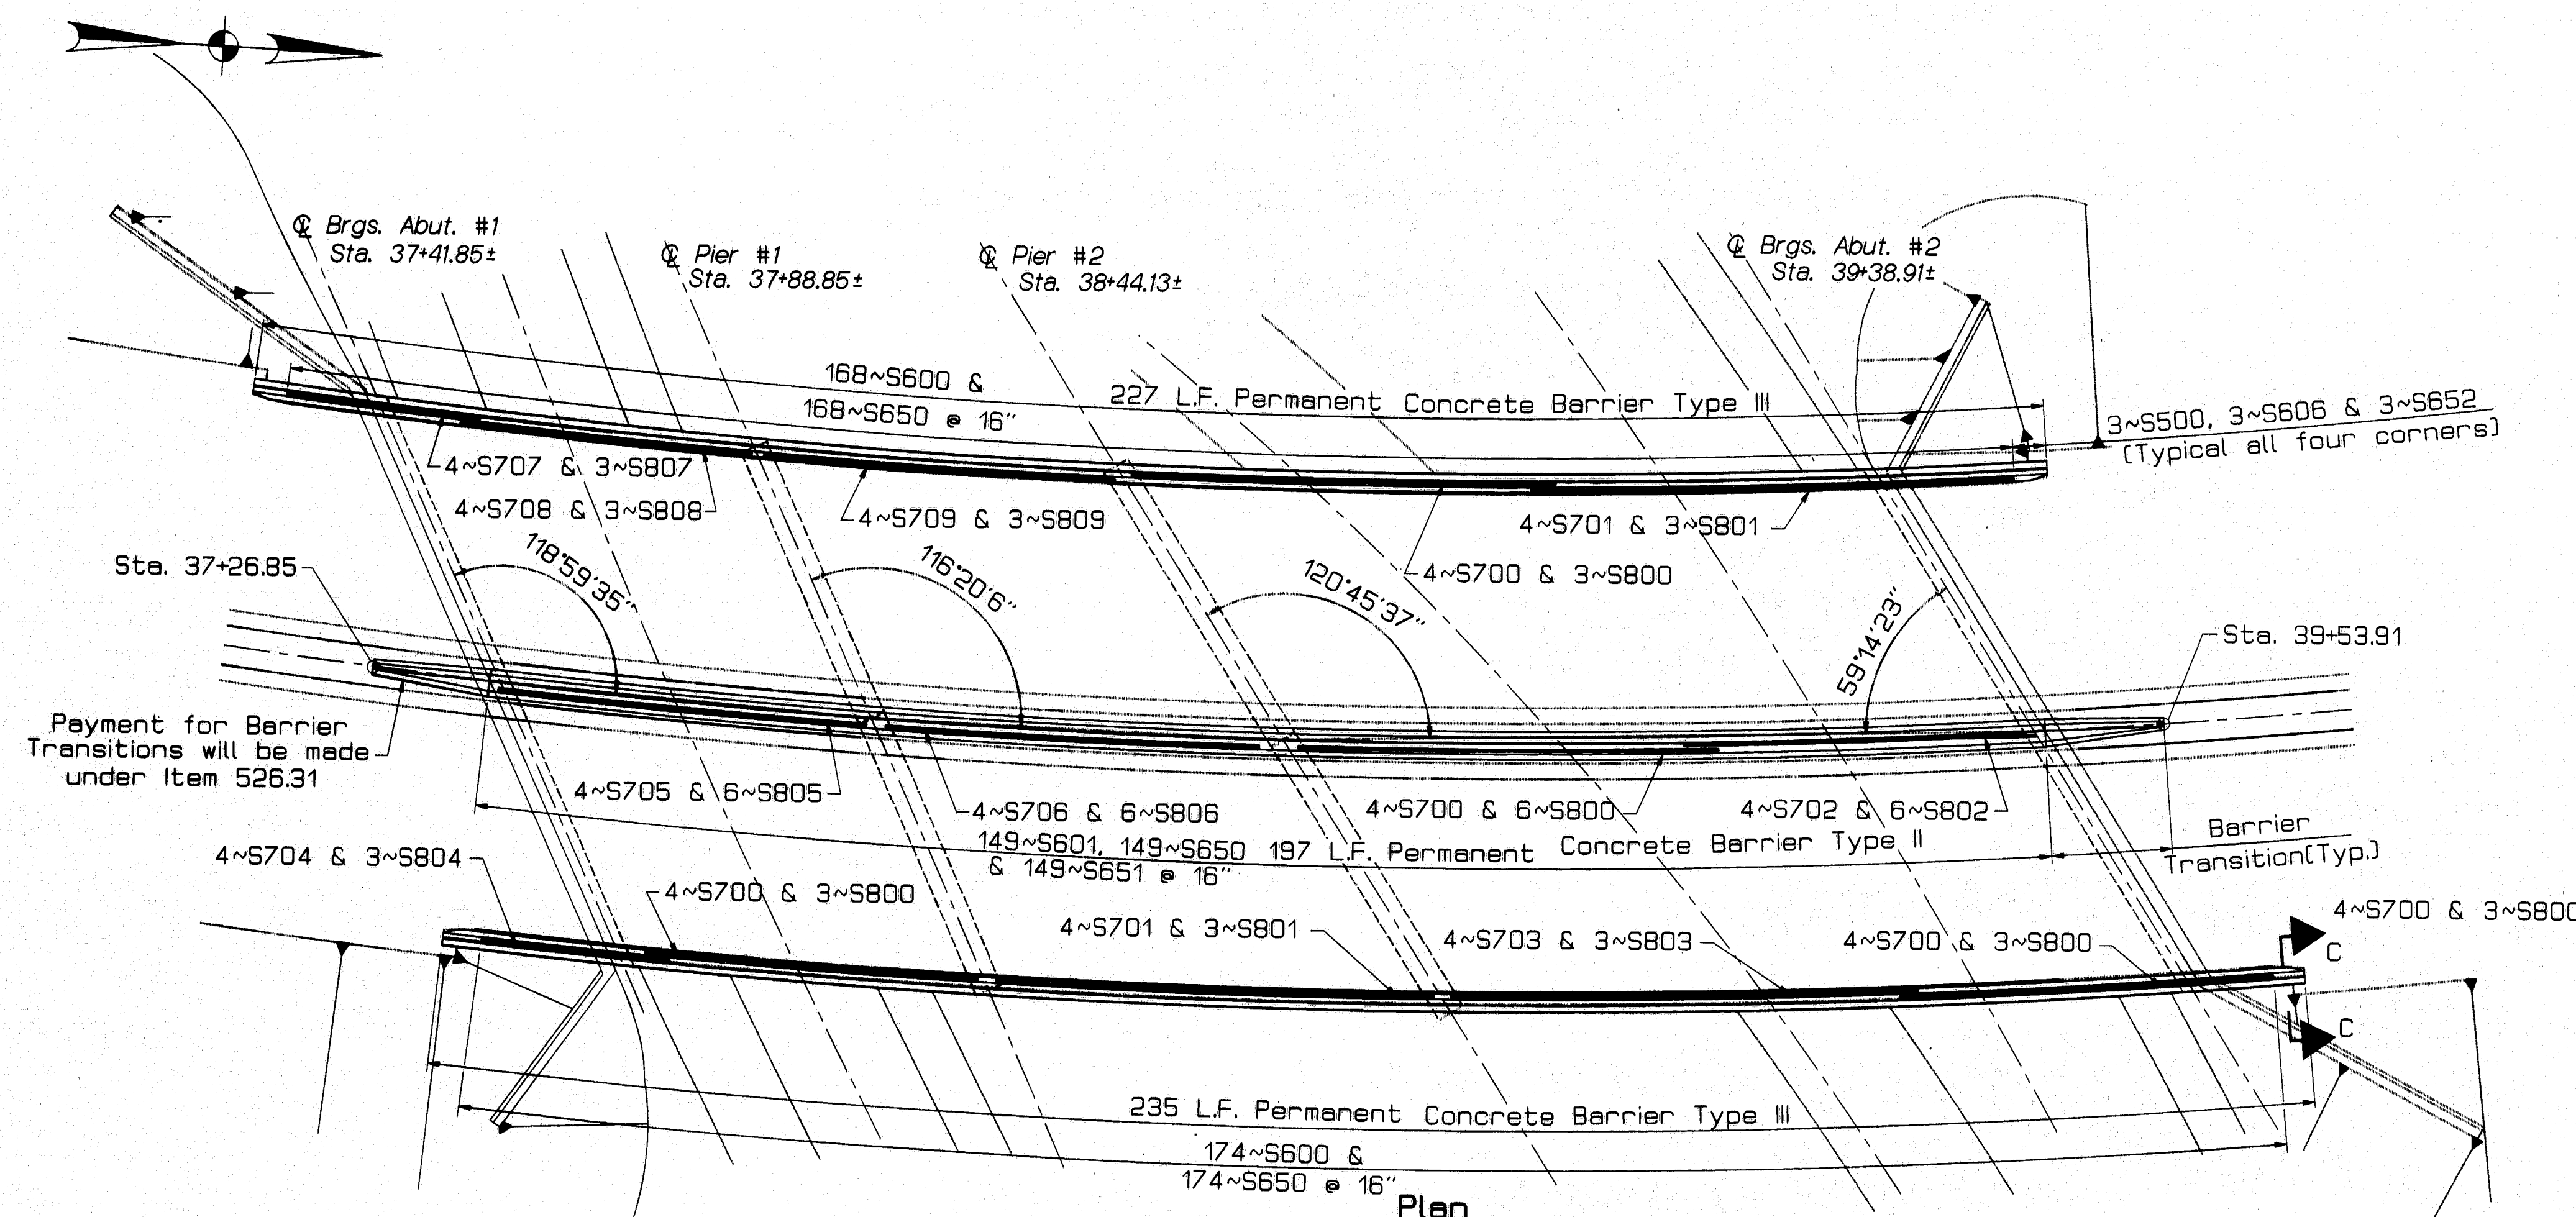 ℄ Brgs. Abut. #1
Sta. 37+41.85±
℄ Pier #1
Sta. 37+88.85±
℄ Pier #2
Sta. 38+44.13±
℄ Brgs. Abut. #2
Sta. 39+38.91±
168~S600 &
168~S650 @ 16"
227 L.F. Permanent Concrete Barrier Type III
3~S500, 3~S606 & 3~S652
(Typical all four corners)
4~S707 & 3~S807
4~S708 & 3~S808
4~S709 & 3~S809
4~S701 & 3~S801
4~S700 & 3~S800
Sta. 37+26.85
118°59'35"
116°20'6"
120°45'37"
59°14'23"
Sta. 39+53.91
Payment for Barrier
Transitions will be made
under Item 526.31
4~S705 & 6~S805
4~S706 & 6~S806
4~S700 & 6~S800
4~S702 & 6~S802
149~S601, 149~S650
& 149~S651 @ 16"
197 L.F. Permanent Concrete Barrier Type II
Barrier
Transition(Typ.)
4~S704 & 3~S804
4~S700 & 3~S800
4~S701 & 3~S801
4~S703 & 3~S803
4~S700 & 3~S800
4~S700 & 3~S800
C
C
235 L.F. Permanent Concrete Barrier Type III
174~S600 &
174~S650 @ 16"
Plan